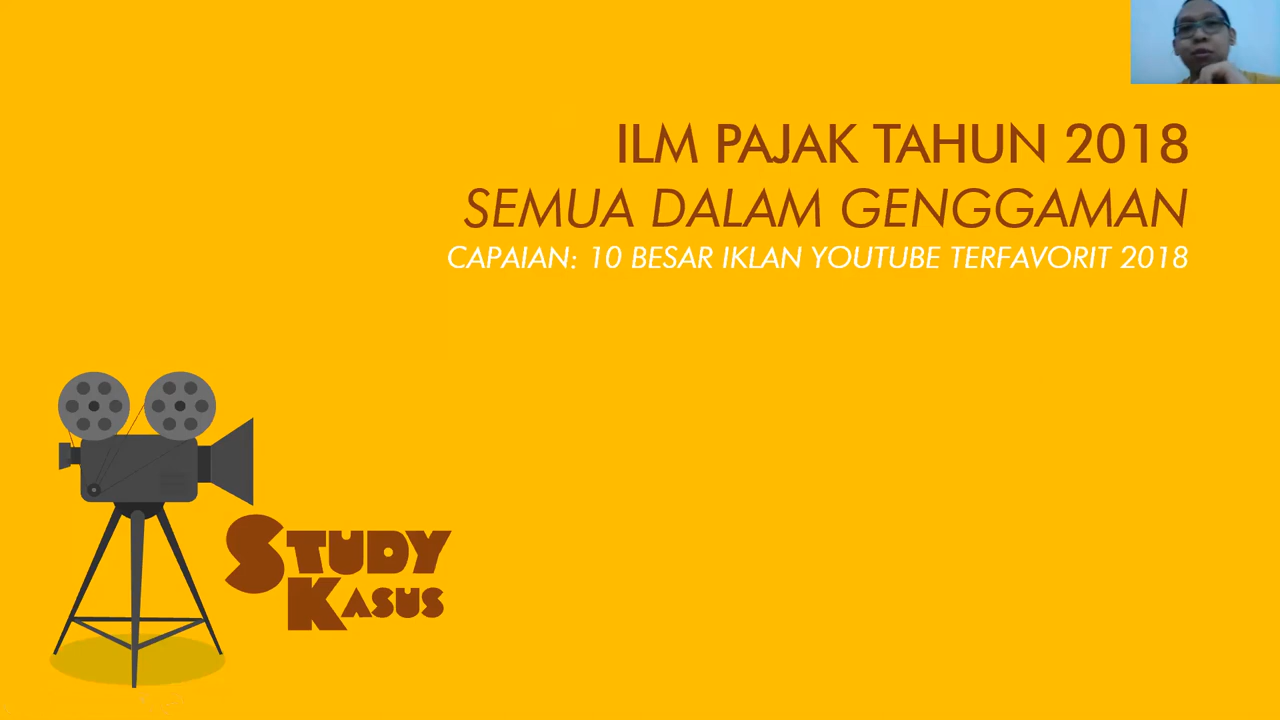 ILM PAJAK TAHUN 2018
SEMUA DALAM GENGGAMAN
CAPAIAN: 10 BESAR IKLAN YOUTUBE TERFAVORIT 2018
STUDY
KASUS